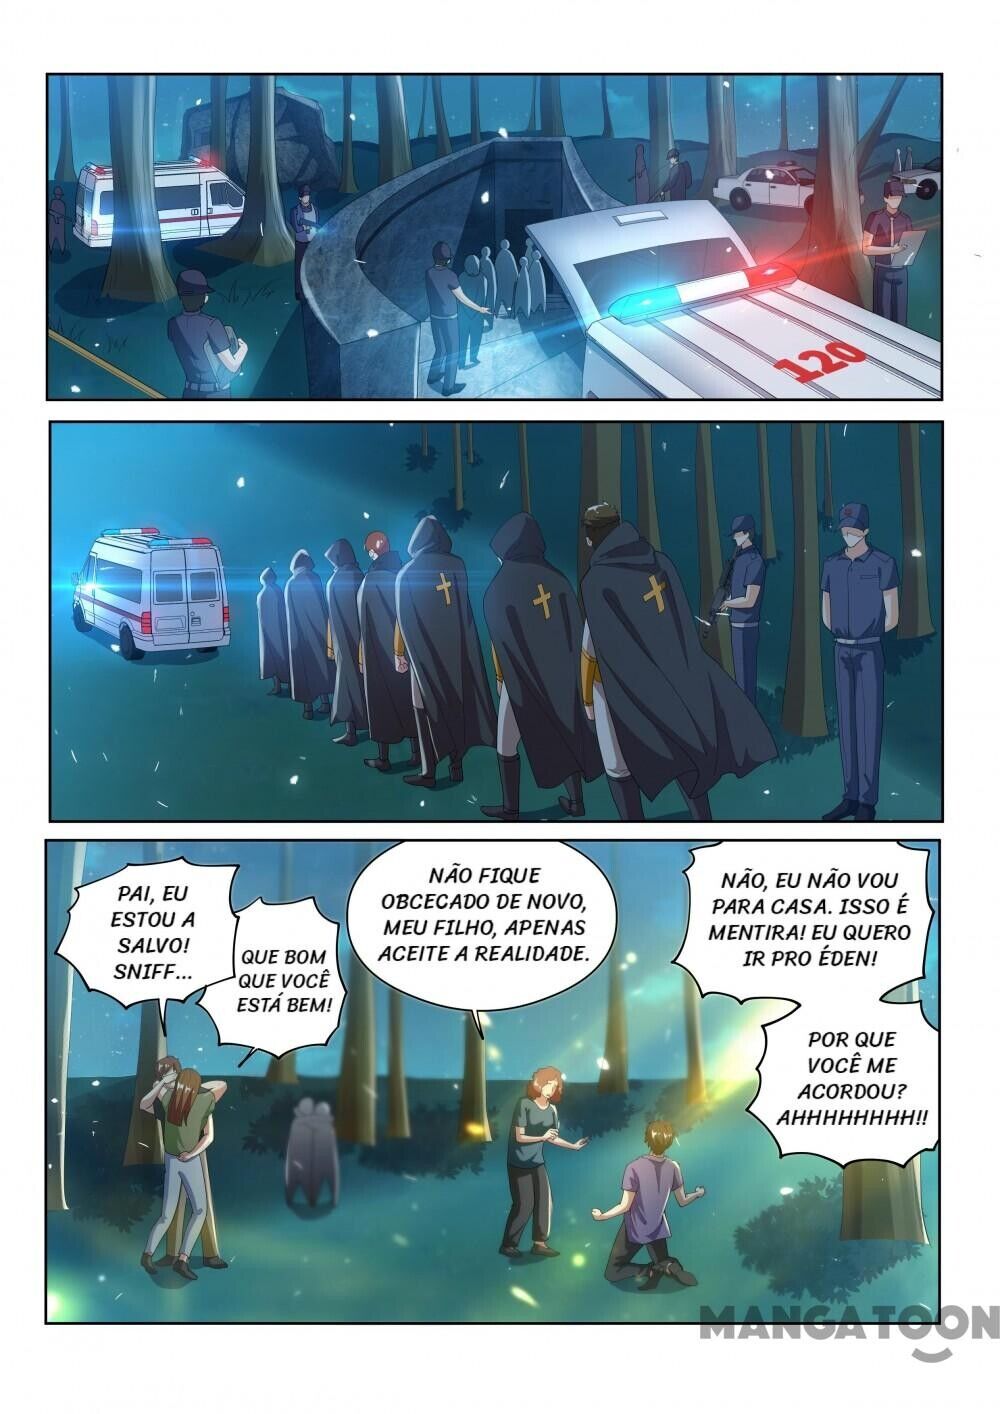 120
PAI, EU
ESTOU A
SALVO!
SNIFF...
QUE BOM
QUE VOCÊ
ESTÁ BEM!
NÃO FIQUE
OBCECADO DE NOVO,
MEU FILHO, APENAS
ACEITE A REALIDADE.
NÃO, EU NÃO VOU
PARA CASA. ISSO É
MENTIRA! EU QUERO
IR PRO ÉDEN!
POR QUE
VOCÊ ME
ACORDOU?
AHHHHHHHH!!
MANGATOON